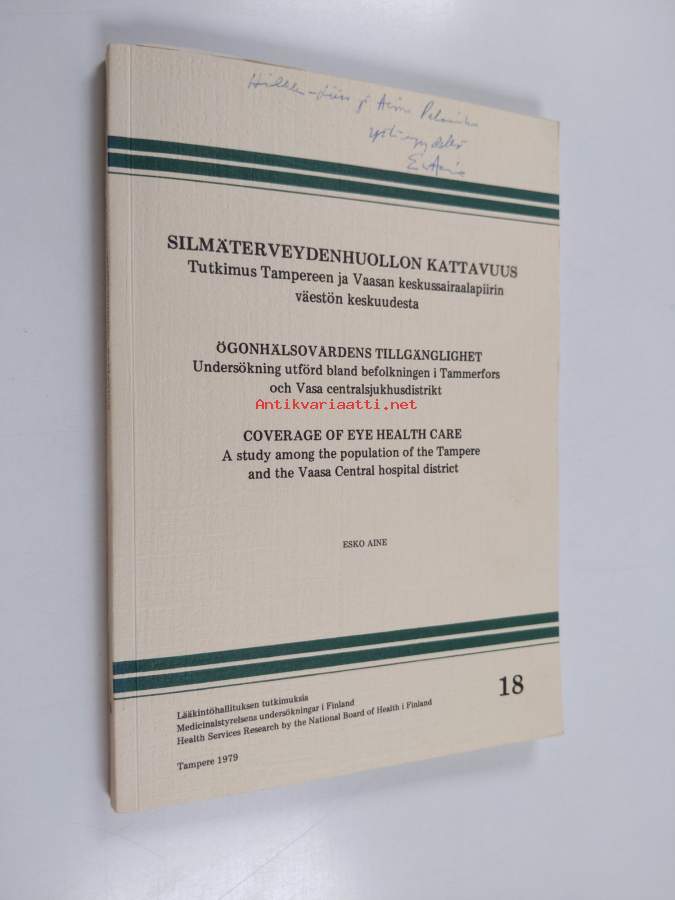 SILMÄTERVEYDENHUOLLON KATTAVUUS
Tutkimus Tampereen ja Vaasan keskussairaalapiirin
väestön keskuudesta
ÖGONHÄLSOVÅRDENS TILLGÄNGLIGHET
Undersökning utförd bland befolkningen i Tammerfors
och Vasa centralsjukhusdistrikt
Antikvariaatti.net
COVERAGE OF EYE HEALTH CARE
A study among the population of the Tampere
and the Vaasa Central hospital district
ESKO AINE
Lääkintöhallituksen tutkimuksia
Medicinalstyrelsens undersökningar i Finland
Health Services Research by the National Board of Health i Finland
18
Tampere 1979